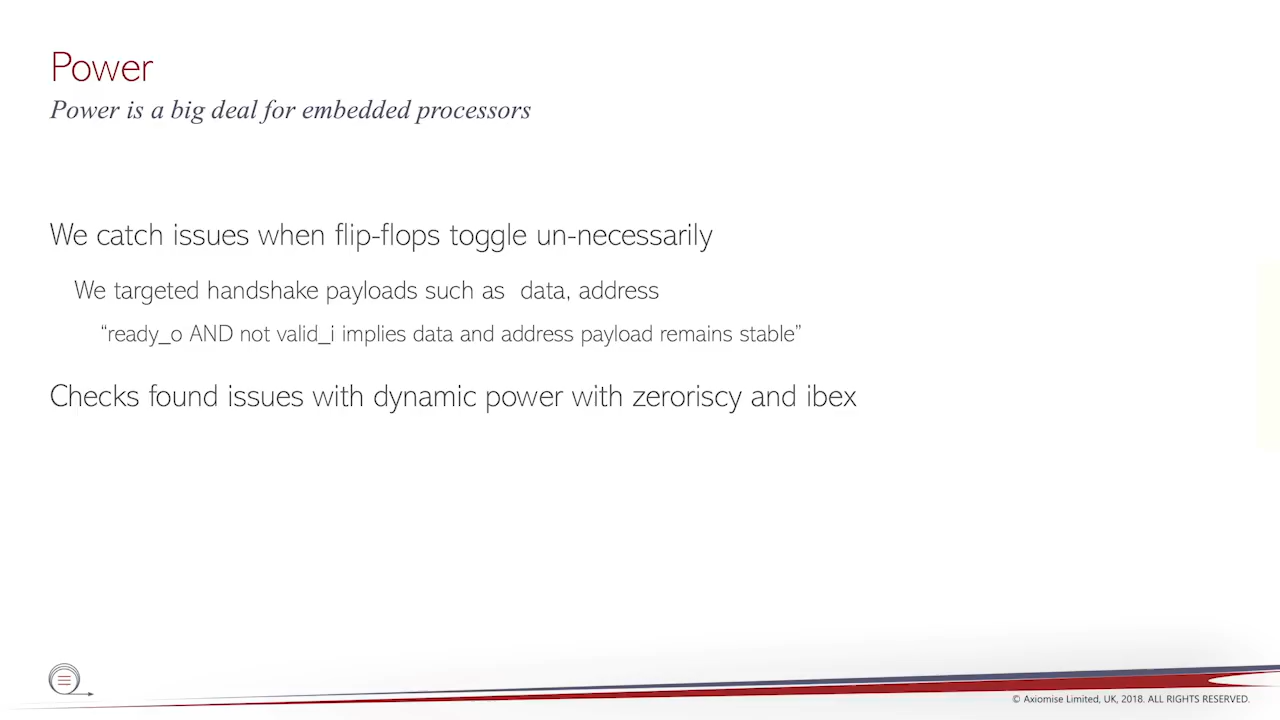 Power
Power is a big deal for embedded processors
We catch issues when flip-flops toggle un-necessarily
We targeted handshake payloads such as data, address
“ready_o AND not valid_i implies data and address payload remains stable”
Checks found issues with dynamic power with zeroriscy and ibex
© Axiomise Limited, UK, 2018. ALL RIGHTS RESERVED.